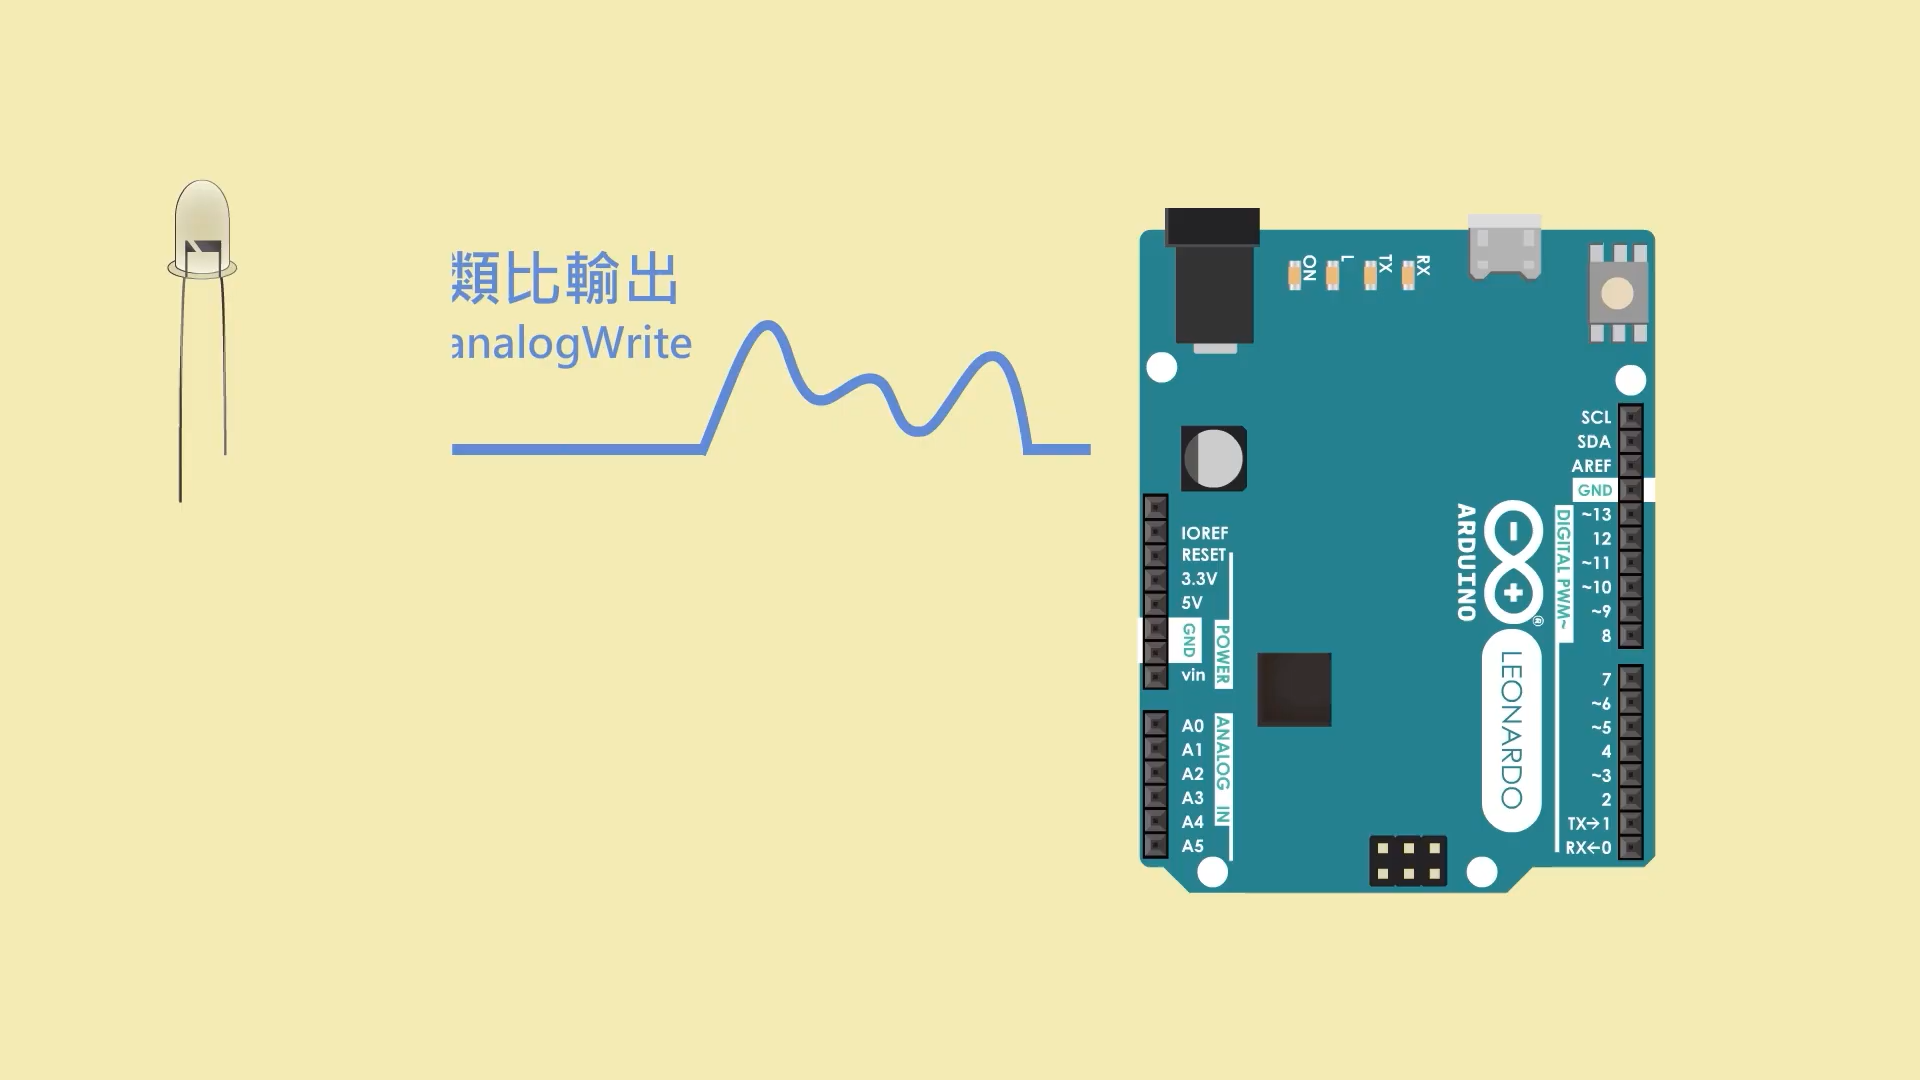 類比輸出
analogWrite
ON
L
TX
RX
SCL
SDA
AREF
GND
~13
12
~11
~10
~9
8
DIGITAL PWM~
ARDUINO
®
LEONARDO
7
~6
~5
4
~3
2
TX→1
RX←0
IOREF
RESET
3.3V
5V
GND
vin
POWER
A0
A1
A2
A3
A4
A5
ANALOG IN